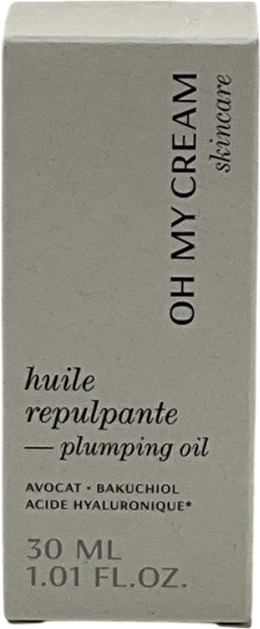 OH MY CREAM
skincare
huile
repulpante
— plumping oil
AVOCAT • BAKUCHIOL
ACIDE HYALURONIQUE*
30 ML
1.01 FL.OZ.